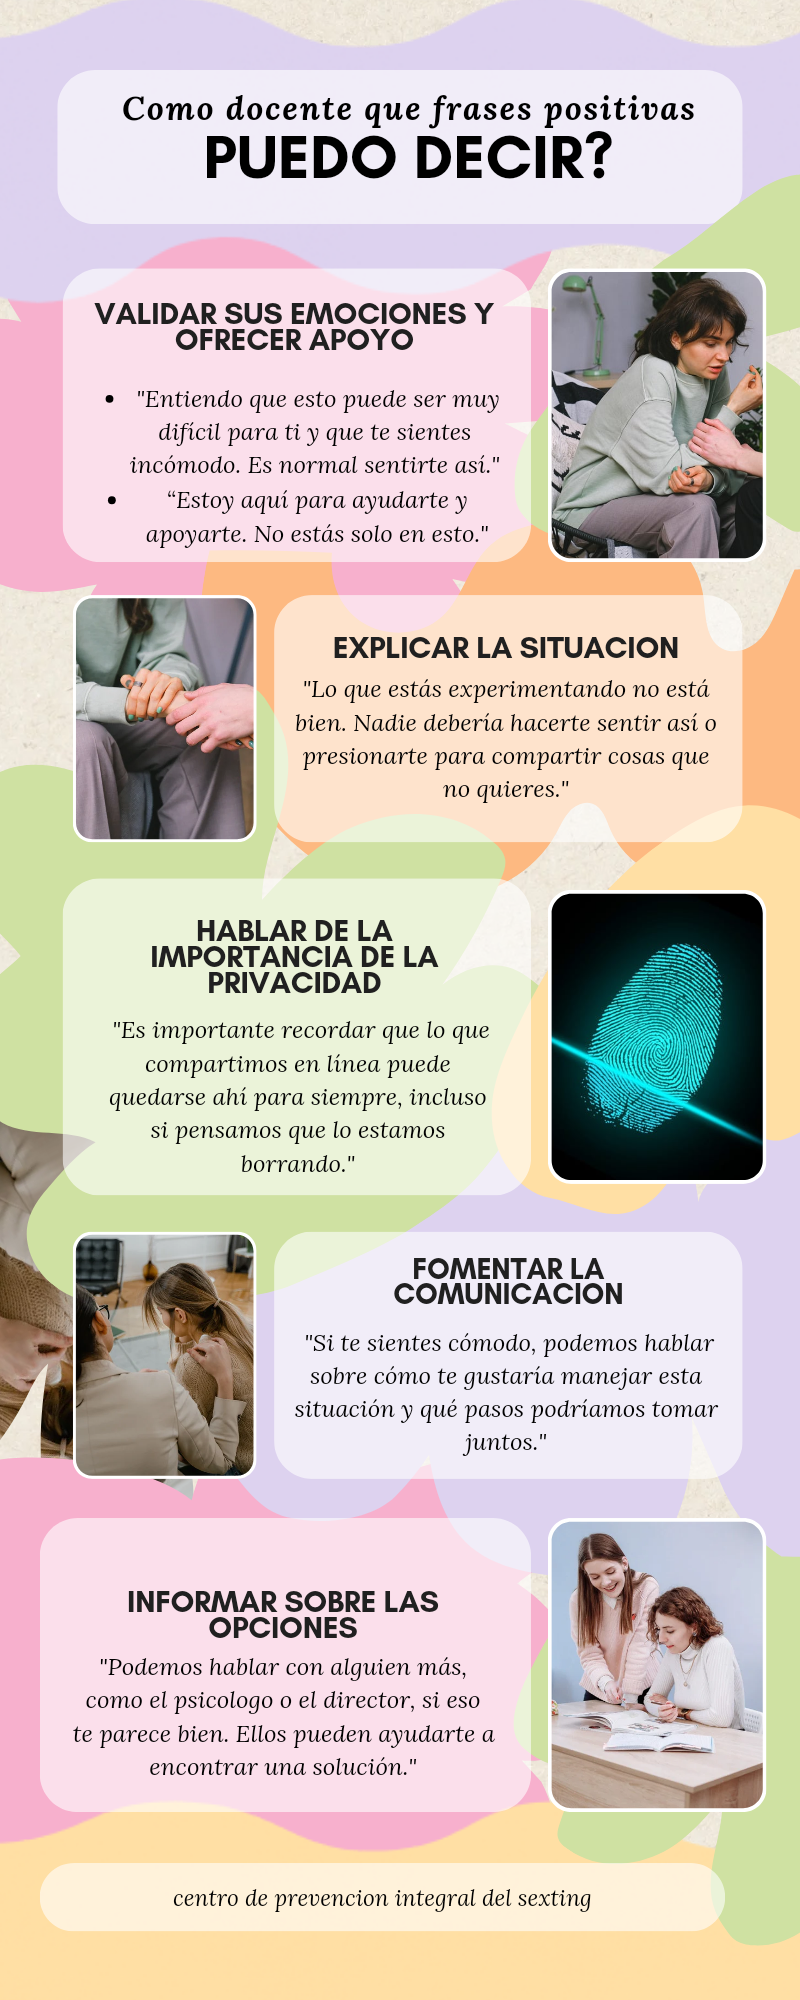 Como docente que frases positivas
PUEDO DECIR?
VALIDAR SUS EMOCIONES Y
OFRECER APOYO
• "Entiendo que esto puede ser muy
difícil para ti y que te sientes
incómodo. Es normal sentirte así."
• “Estoy aquí para ayudarte y
apoyarte. No estás solo en esto."
EXPLICAR LA SITUACION
"Lo que estás experimentando no está
bien. Nadie debería hacerte sentir así o
presionarte para compartir cosas que
no quieres."
HABLAR DE LA
IMPORTANCIA DE LA
PRIVACIDAD
"Es importante recordar que lo que
compartimos en línea puede
quedarse ahí para siempre, incluso
si pensamos que lo estamos
borrando."
FOMENTAR LA
COMUNICACION
"Si te sientes cómodo, podemos hablar
sobre cómo te gustaría manejar esta
situación y qué pasos podríamos tomar
juntos."
INFORMAR SOBRE LAS
OPCIONES
"Podemos hablar con alguien más,
como el psicologo o el director, si eso
te parece bien. Ellos pueden ayudarte a
encontrar una solución."
centro de prevencion integral del sexting